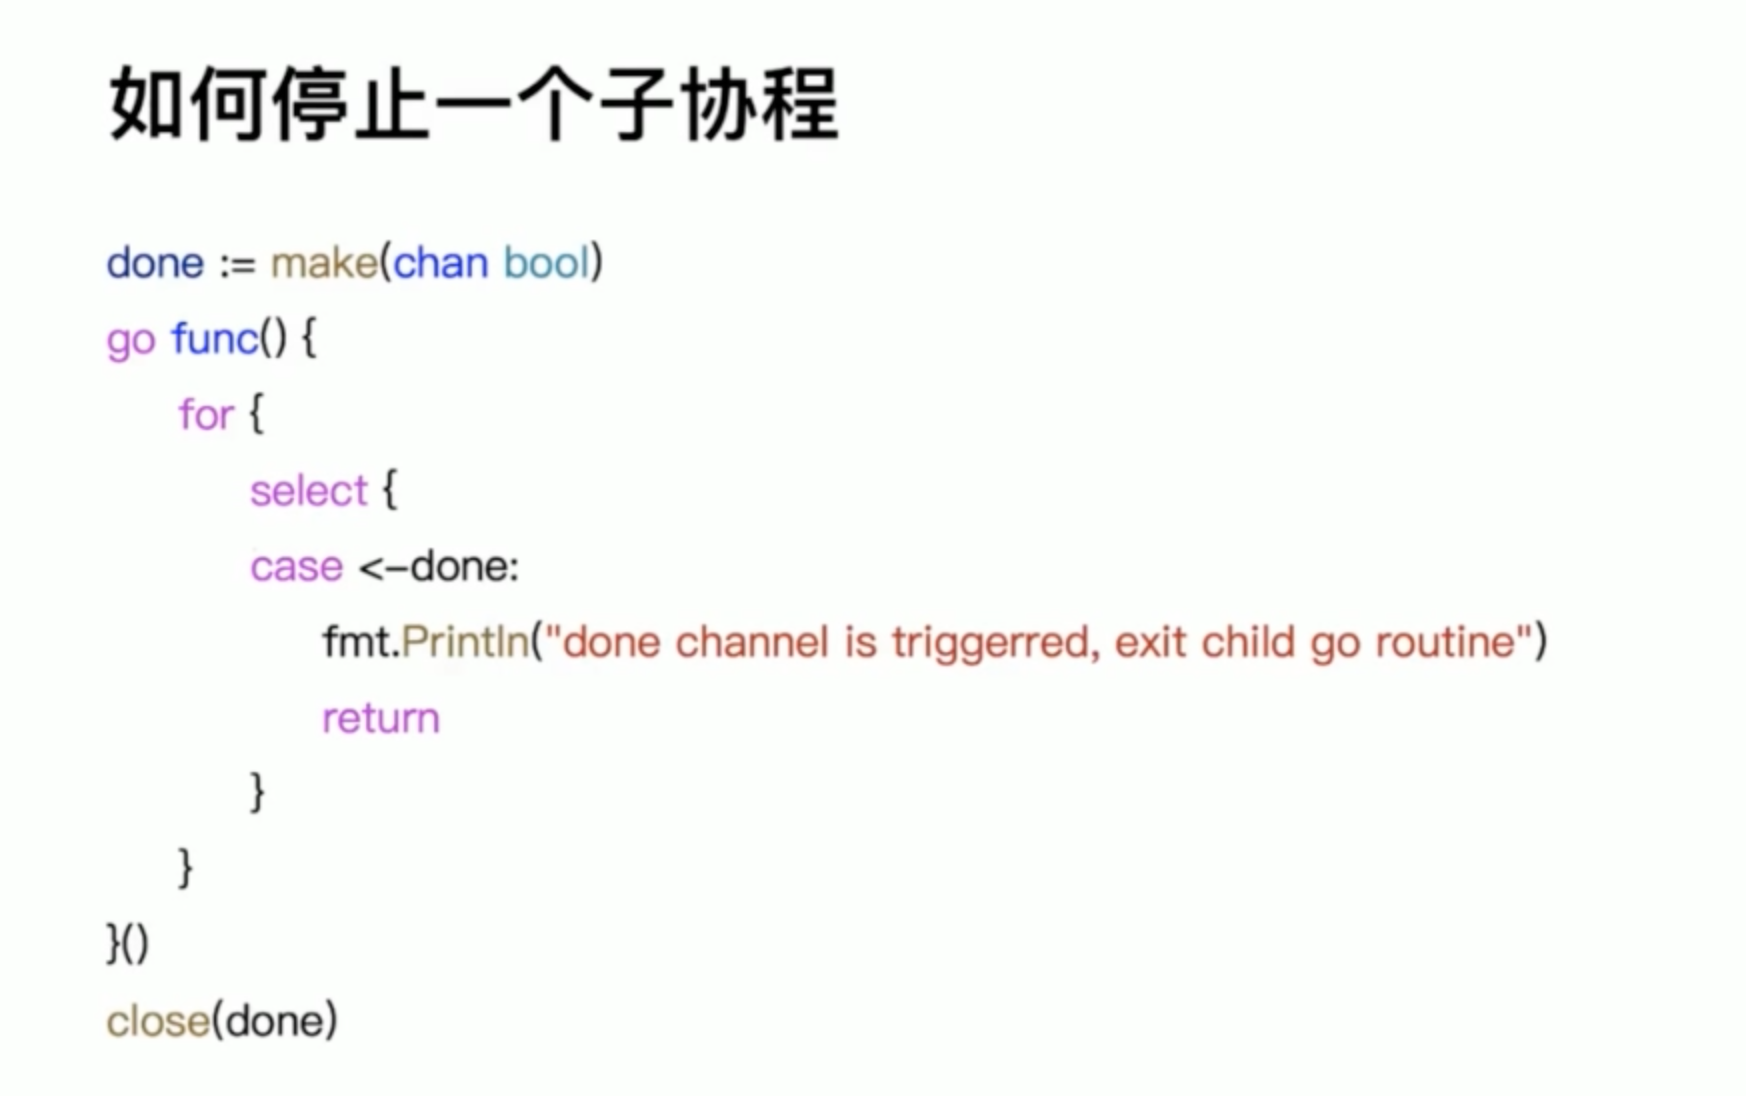 如何停止一个子协程
done := make(chan bool)
go func() {
for {
select {
case <-done:
fmt.Println("done channel is triggerred, exit child go routine")
return
}
}
}()
close(done)